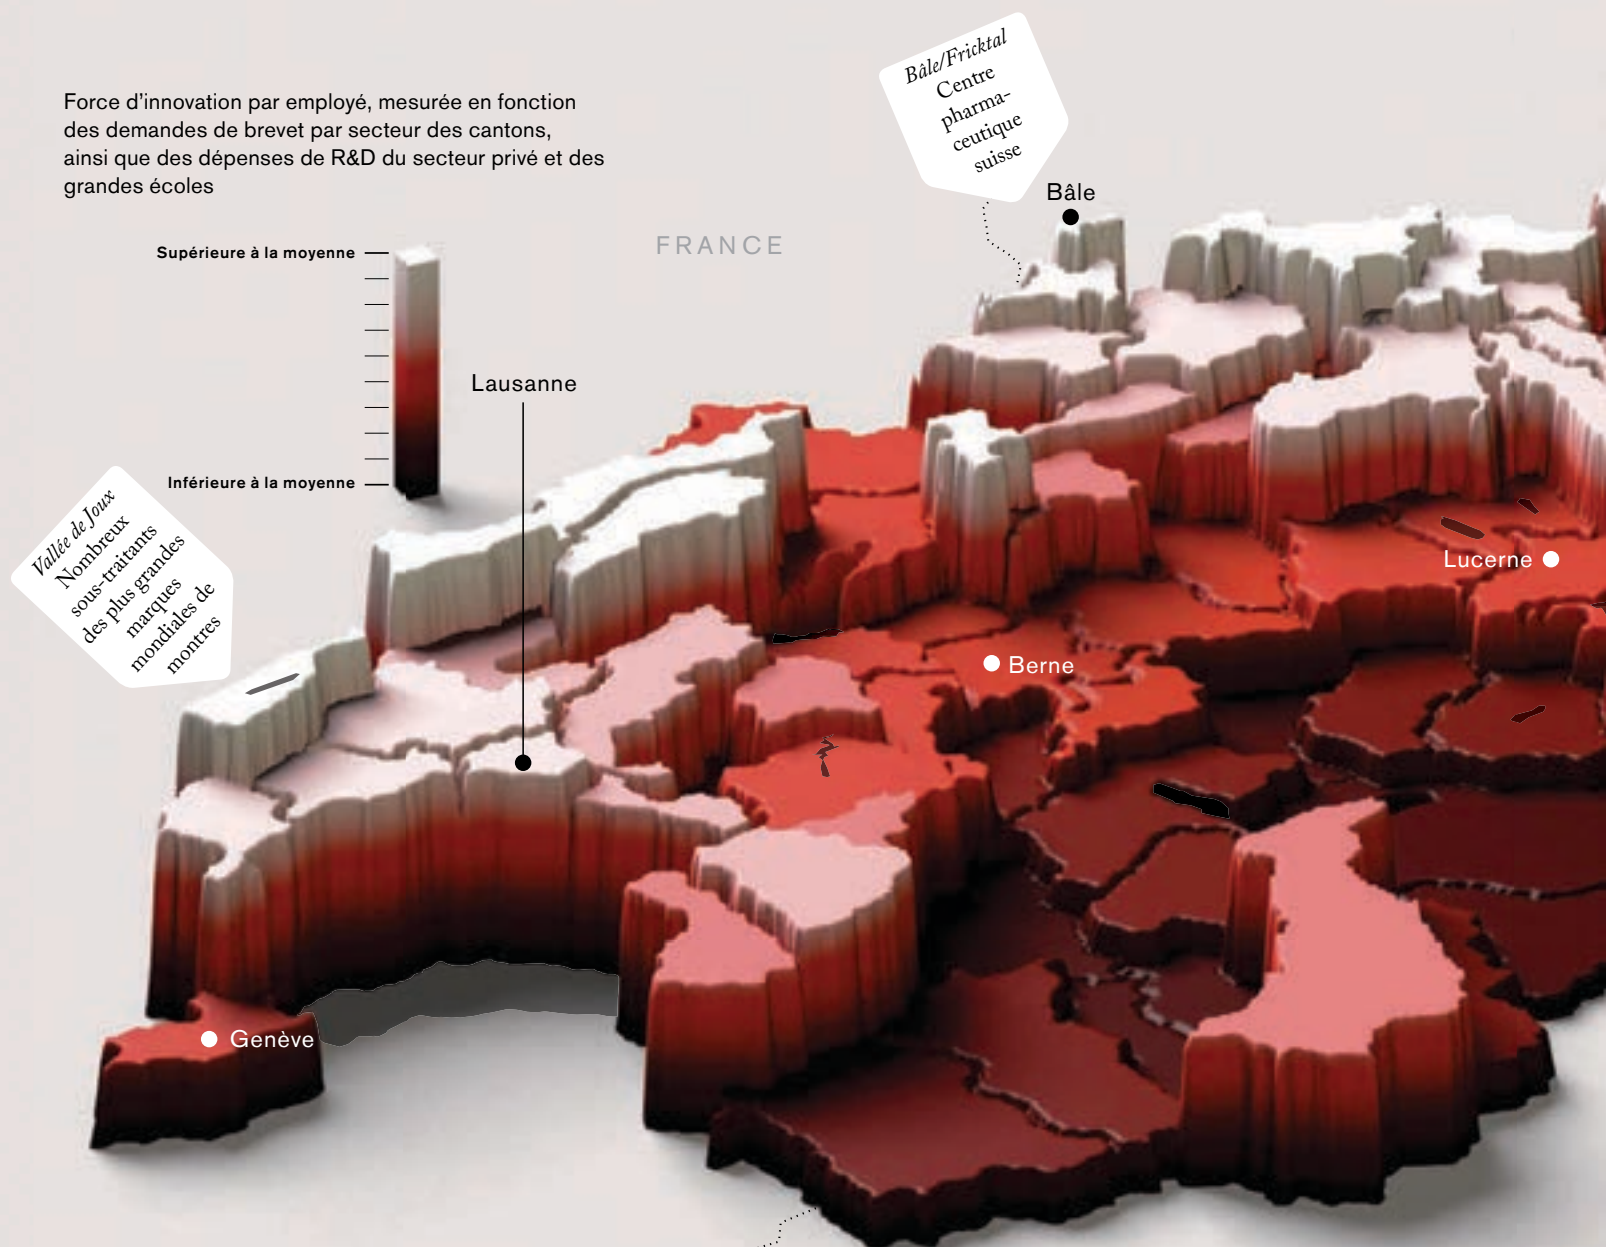 Force d’innovation par employé, mesurée en fonction
des demandes de brevet par secteur des cantons,
ainsi que des dépenses de R&D du secteur privé et des
grandes écoles
Bâle/Fricktal
Centre
pharma-
ceutique
suisse
Bâle
FRANCE
Supérieure à la moyenne
Lausanne
Inférieure à la moyenne
Vallée de Joux
Nombreux
sous-traitants
des plus grandes
marques
mondiales de
montres
Lucerne
Berne
Genève